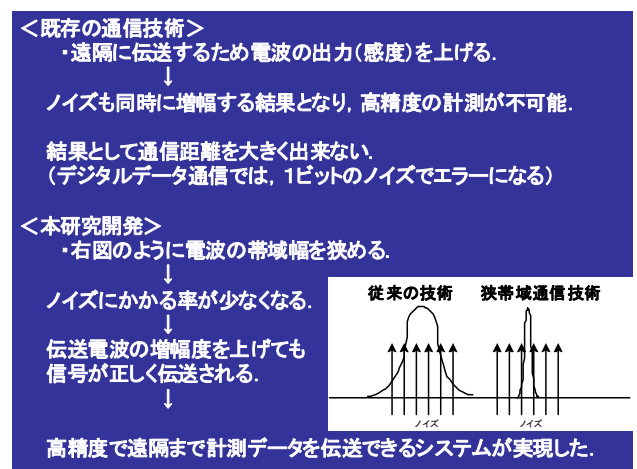 ＜既存の通信技術＞
・遠隔に伝送するため電波の出力（感度）を上げる．
↓
ノイズも同時に増幅する結果となり，高精度の計測が不可能．
結果として通信距離を大きく出来ない．
（デジタルデータ通信では，１ビットのノイズでエラーになる）
＜本研究開発＞
・右図のように電波の帯域幅を狭める．
↓
ノイズにかかる率が少なくなる．
↓
伝送電波の増幅度を上げても
信号が正しく伝送される．
↓
高精度で遠隔まで計測データを伝送できるシステムが実現した．
従来の技術 狭帯域通信技術
ノイズ ノイズ